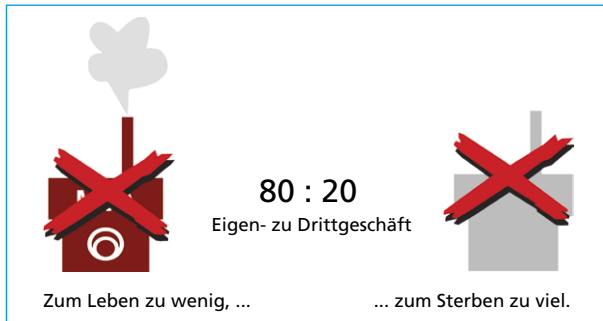 80 : 20
Eigen- zu Drittgeschäft
Zum Leben zu wenig, ...
... zum Sterben zu viel.